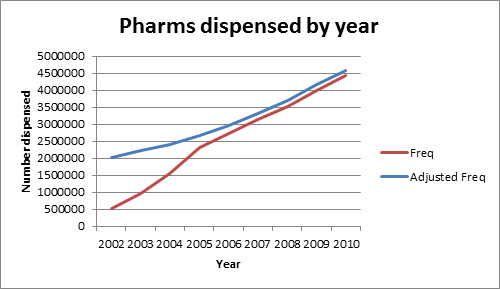 Pharms dispensed by year
5000000
4500000
4000000
3500000
3000000
2500000
2000000
1500000
1000000
500000
0
Number dispensed
2002 2003 2004 2005 2006 2007 2008 2009 2010
Year
Freq
Adjusted Freq